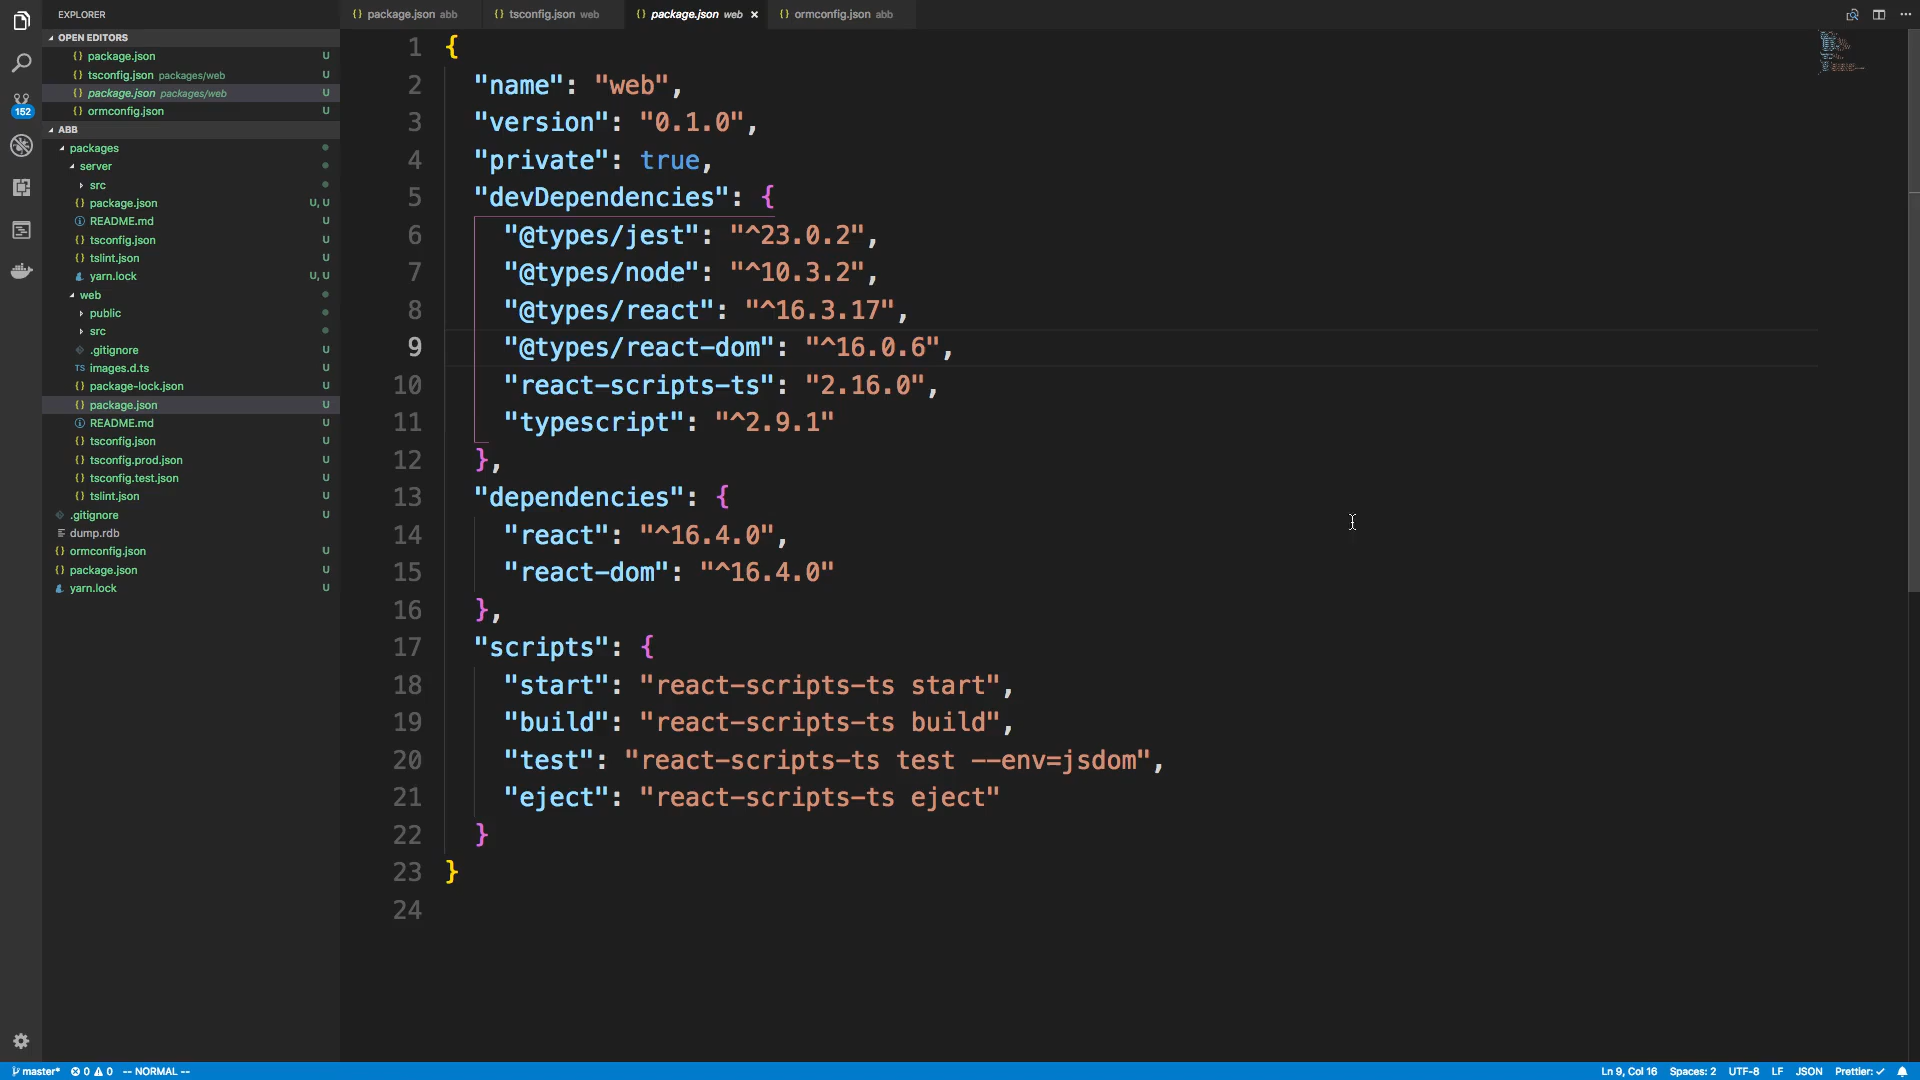 EXPLORER
OPEN EDITORS
{} package.json U
{} tsconfig.json packages/web U
{} package.json packages/web U
{} ormconfig.json U
152
ABB
packages
server
src
{} package.json U, U
README.md U
{} tsconfig.json U
{} tslint.json U
yarn.lock U, U
web
public
src
.gitignore U
TS images.d.ts U
{} package-lock.json U
{} package.json U
README.md U
{} tsconfig.json U
{} tsconfig.prod.json U
{} tsconfig.test.json U
{} tslint.json U
.gitignore U
dump.rdb
{} ormconfig.json U
{} package.json U
yarn.lock U
{} package.json abb
{} tsconfig.json web
{} package.json web ×
{} ormconfig.json abb
1 {
2 "name": "web",
3 "version": "0.1.0",
4 "private": true,
5 "devDependencies": {
6 "@types/jest": "^23.0.2",
7 "@types/node": "^10.3.2",
8 "@types/react": "^16.3.17",
9 "@types/react-dom": "^16.0.6",
10 "react-scripts-ts": "2.16.0",
11 "typescript": "^2.9.1"
12 },
13 "dependencies": {
14 "react": "^16.4.0",
15 "react-dom": "^16.4.0"
16 },
17 "scripts": {
18 "start": "react-scripts-ts start",
19 "build": "react-scripts-ts build",
20 "test": "react-scripts-ts test --env=jsdom",
21 "eject": "react-scripts-ts eject"
22 }
23 }
24
master* 0 0 -- NORMAL --
Ln 9, Col 16 Spaces: 2 UTF-8 LF JSON Prettier: ✓